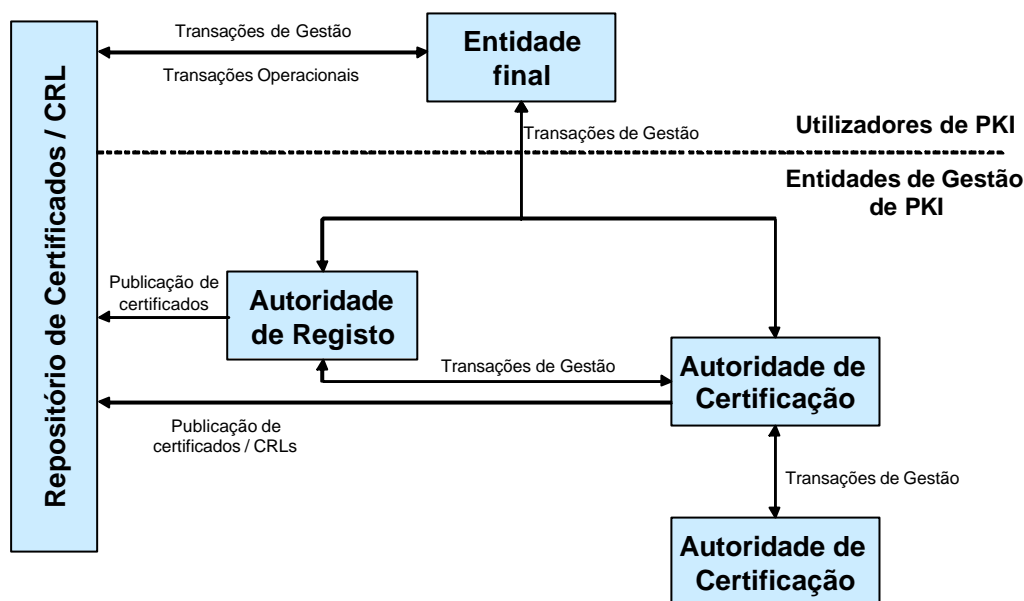 Transações de Gestão
Transações Operacionais
Entidade
final
Transações de Gestão
Utilizadores de PKI
Entidades de Gestão
de PKI
Repositório de Certificados / CRL
Publicação de
certificados
Autoridade
de Registo
Transações de Gestão
Autoridade de
Certificação
Publicação de
certificados / CRLs
Transações de Gestão
Autoridade de
Certificação